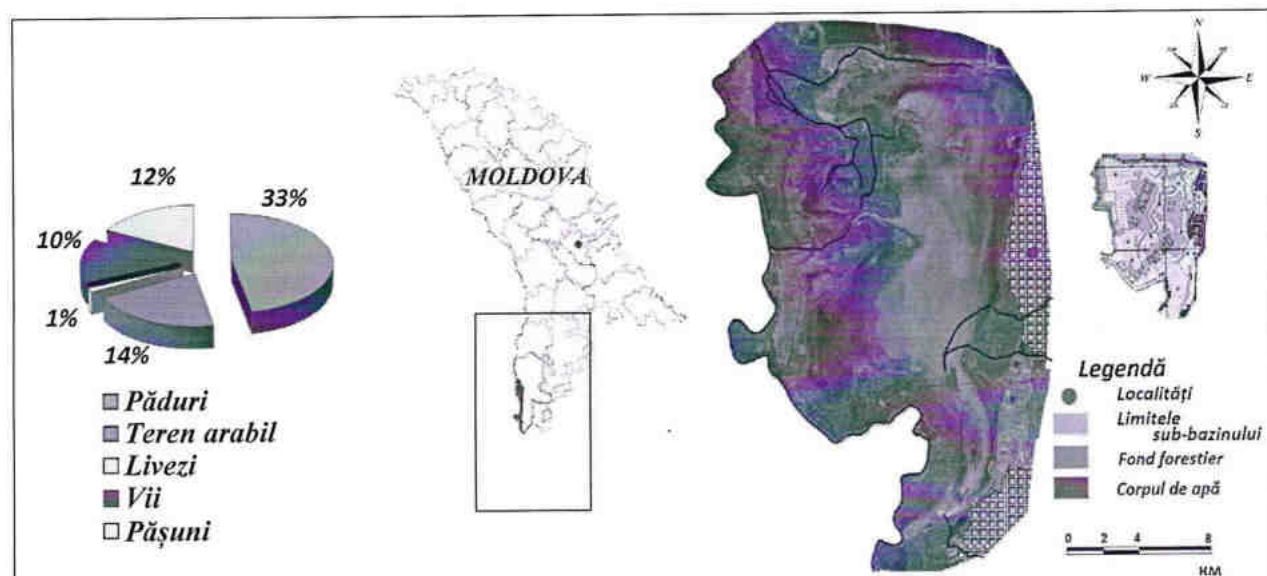 12%
33%
10%
1%
14%
Păduri
Teren arabil
Livezi
Vii
Pășuni
MOLDOVA
N
W
E
S
Legendă
Localități
Limitele
sub-bazinului
Fond forestier
Corpul de apă
0 2 4 8
КМ